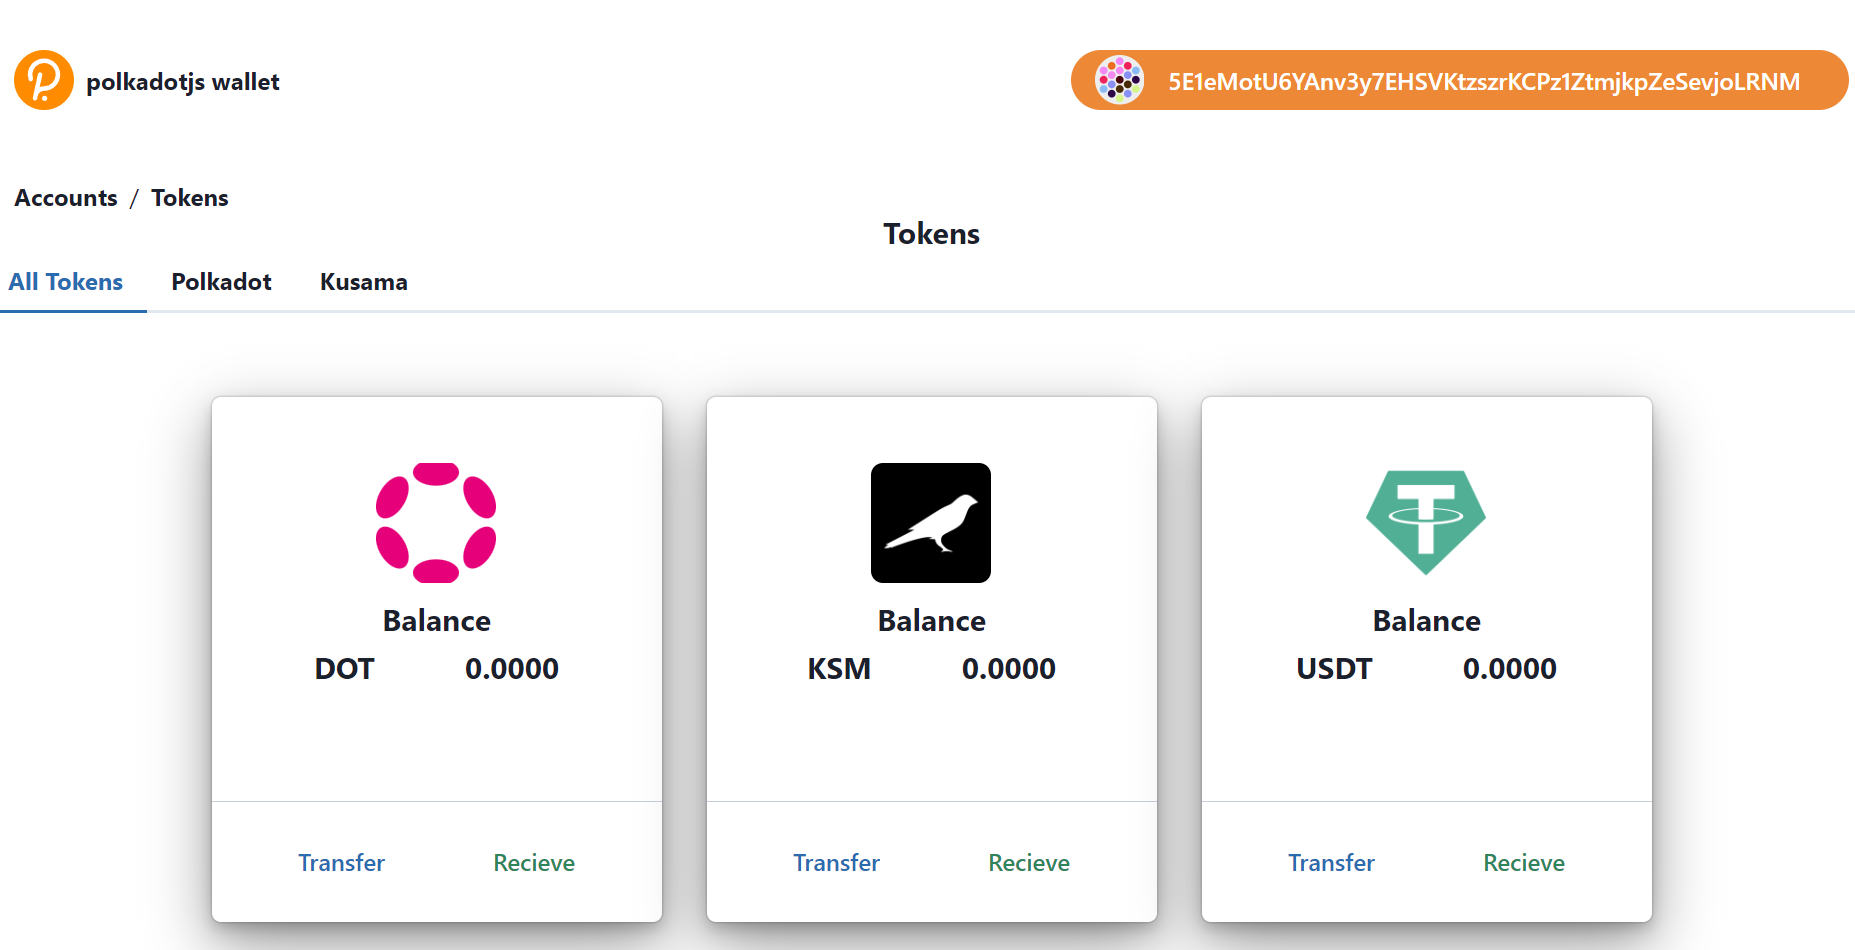 polkadotjs wallet
5E1eMotU6YAnv3y7EHSVKtzszrKCPz1ZtmjkpZeSevjoLRNM
Accounts / Tokens
Tokens
All Tokens Polkadot Kusama
Balance Balance Balance
DOT 0.0000 KSM 0.0000 USDT 0.0000
Transfer Recieve Transfer Recieve Transfer Recieve